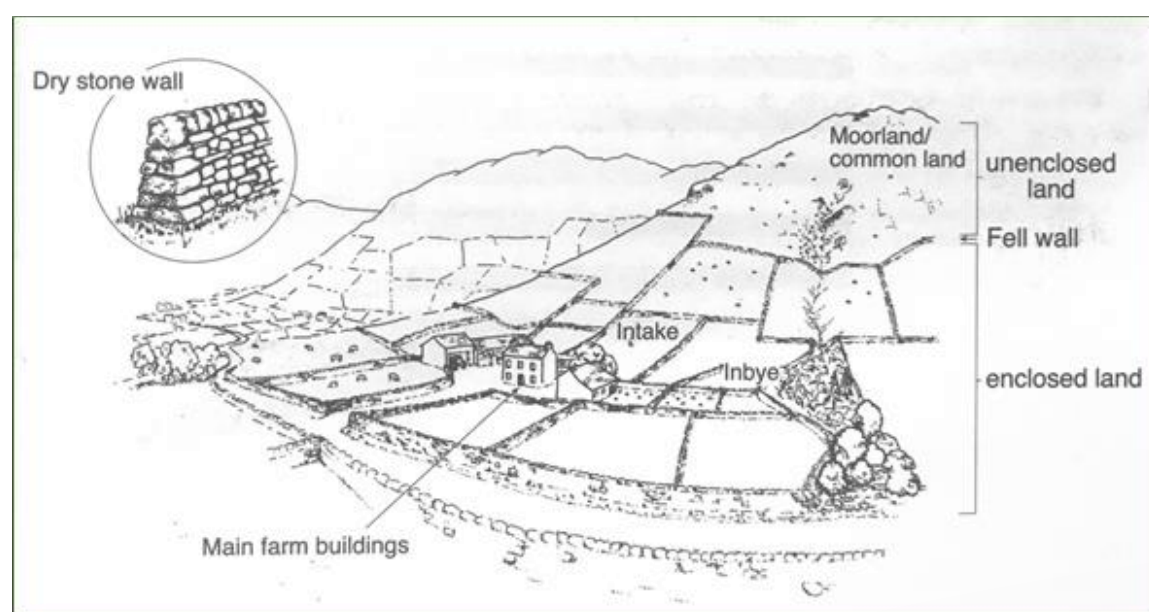 Dry stone wall
Moorland/
common land
unenclosed
land
Fell wall
Intake
Inbye
enclosed land
Main farm buildings